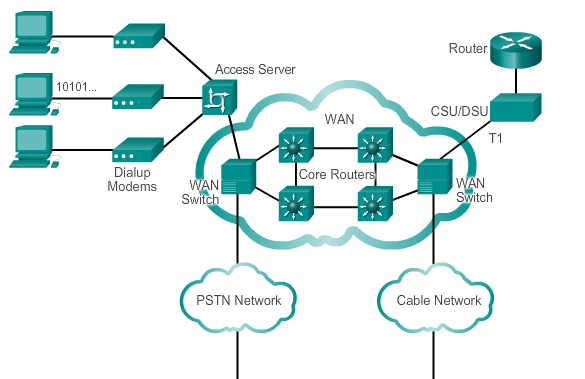 Router
Access Server
10101...
CSU/DSU
WAN
T1
Dialup
Modems
Core Routers
WAN
Switch
WAN
Switch
PSTN Network
Cable Network